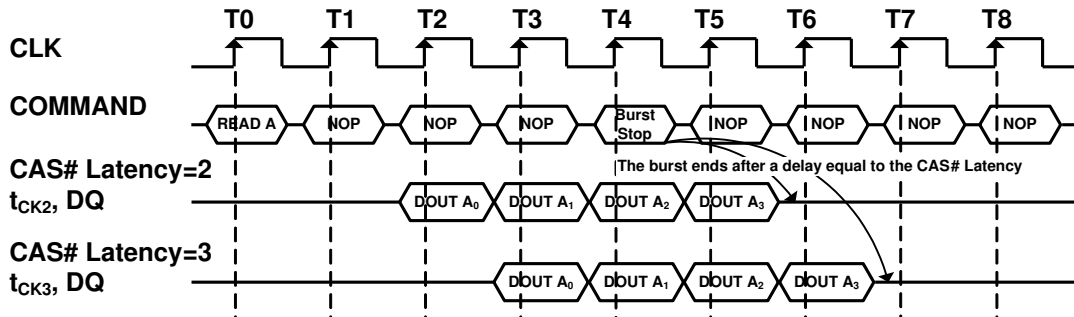 T0 T1 T2 T3 T4 T5 T6 T7 T8
CLK
COMMAND
READ A NOP NOP NOP Burst Stop NOP NOP NOP NOP
The burst ends after a delay equal to the CAS# Latency
CAS# Latency=2
tCK2, DQ
DOUT A0 DOUT A1 DOUT A2 DOUT A3
CAS# Latency=3
tCK3, DQ
DOUT A0 DOUT A1 DOUT A2 DOUT A3